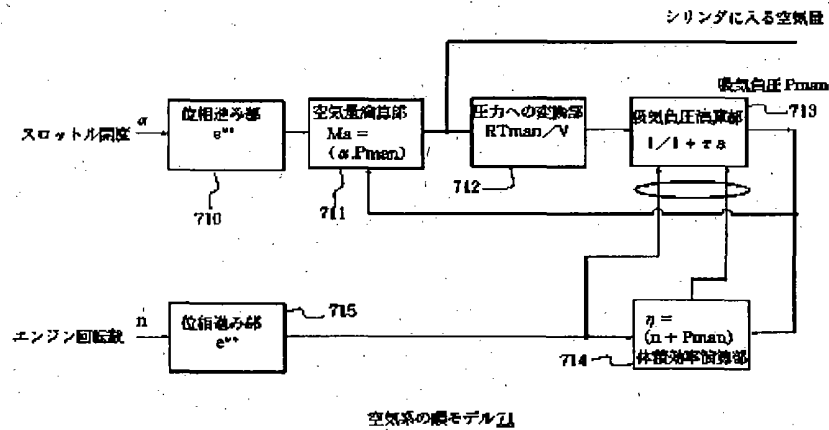 シリンダに入る空気量
吸気負圧 Pman
スロットル開度
α
位相進み部
710
空気量演算部
Ma =
(α.Pman)
711
圧力への変換部
RTman/V
712
吸気負圧演算部
1/1+τs
713
エンジン回転数
n
位相進み部
715
η =
(n + Pman)
体積効率演算部
714
空気系の順モデル 71